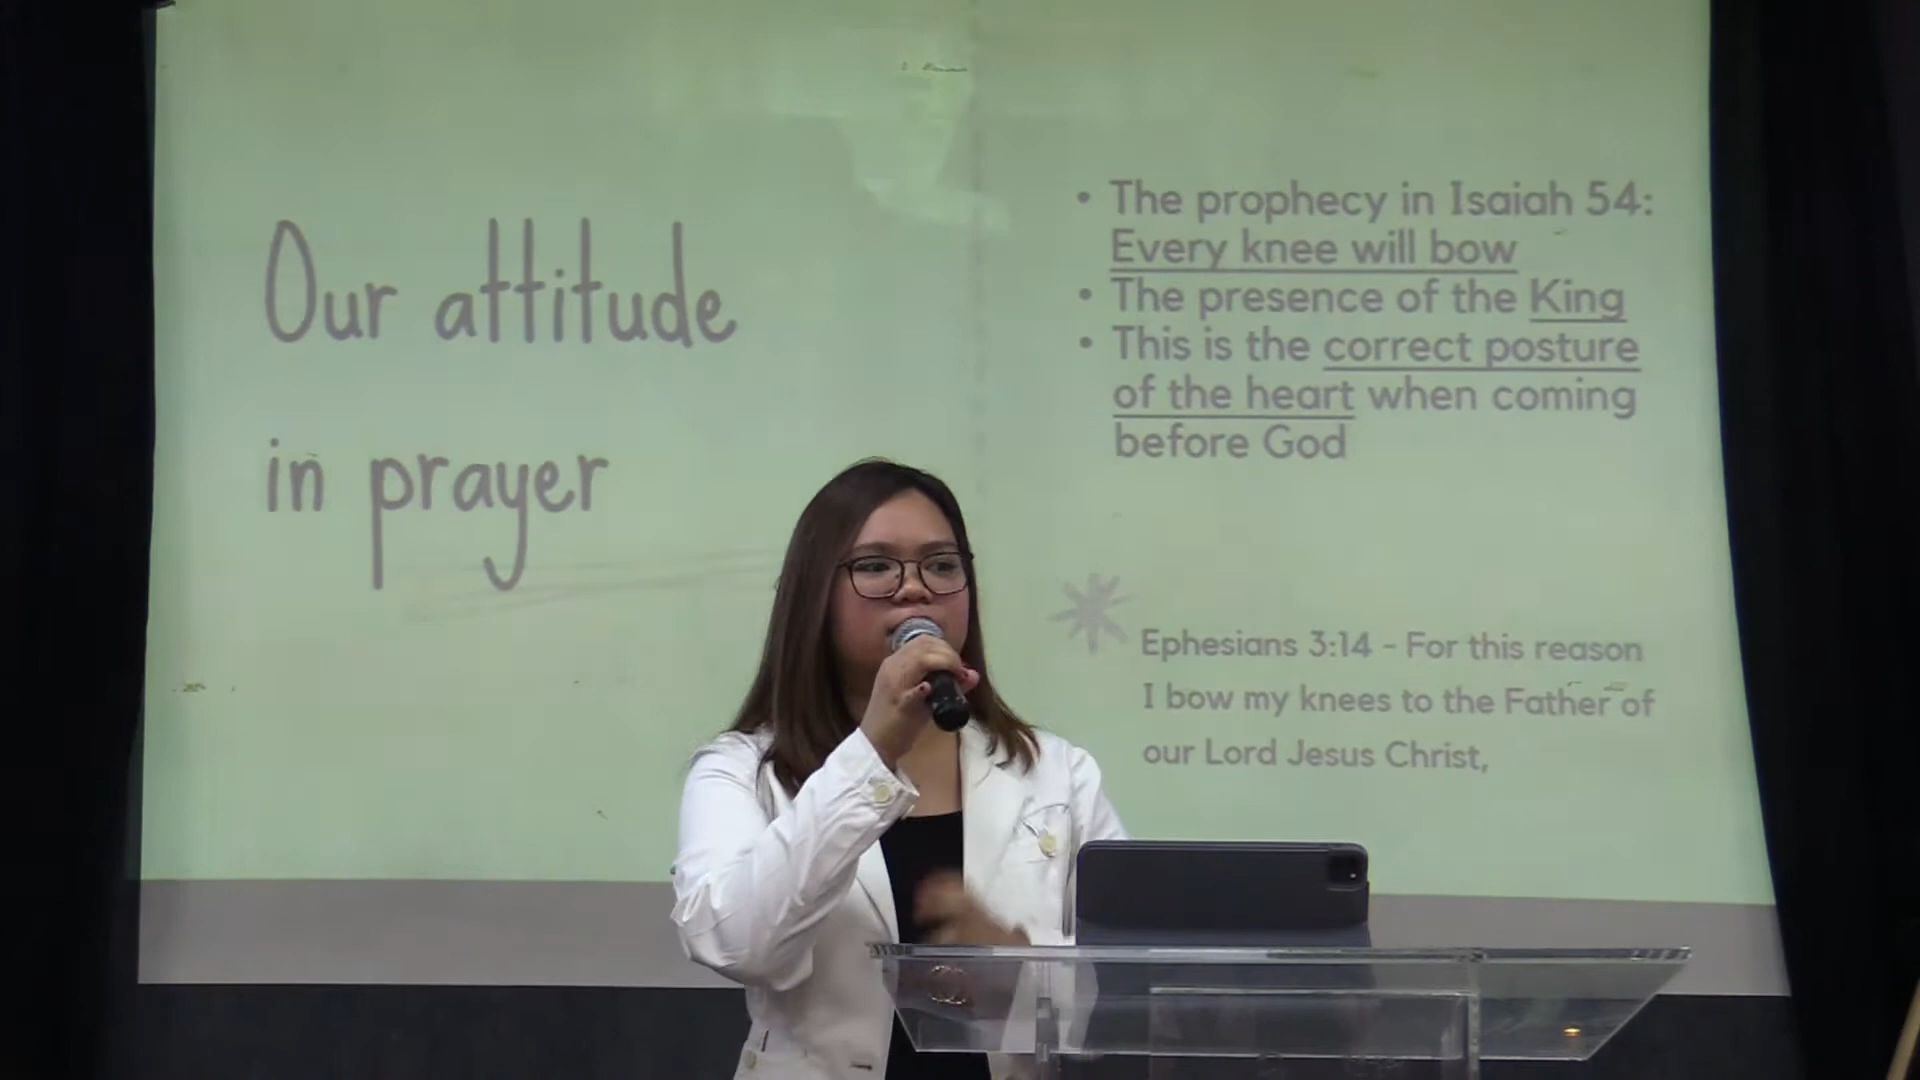 Our attitude
in prayer
• The prophecy in Isaiah 54:
Every knee will bow
• The presence of the King
• This is the correct posture
of the heart when coming
before God
Ephesians 3:14 - For this reason
I bow my knees to the Father of
our Lord Jesus Christ,